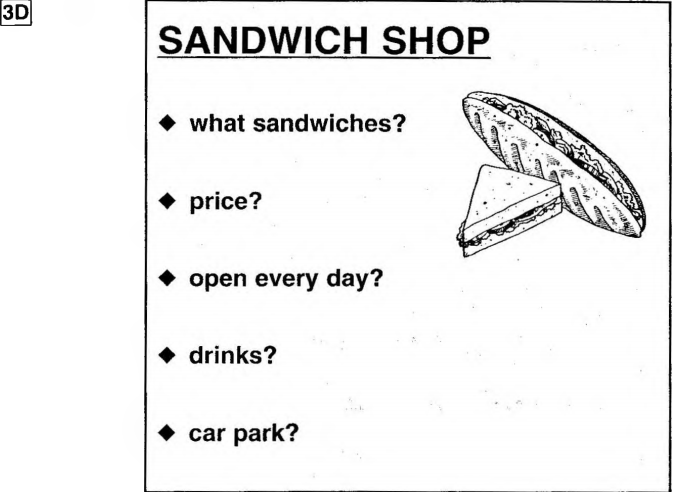 3D
SANDWICH SHOP
◆ what sandwiches?
◆ price?
◆ open every day?
◆ drinks?
◆ car park?